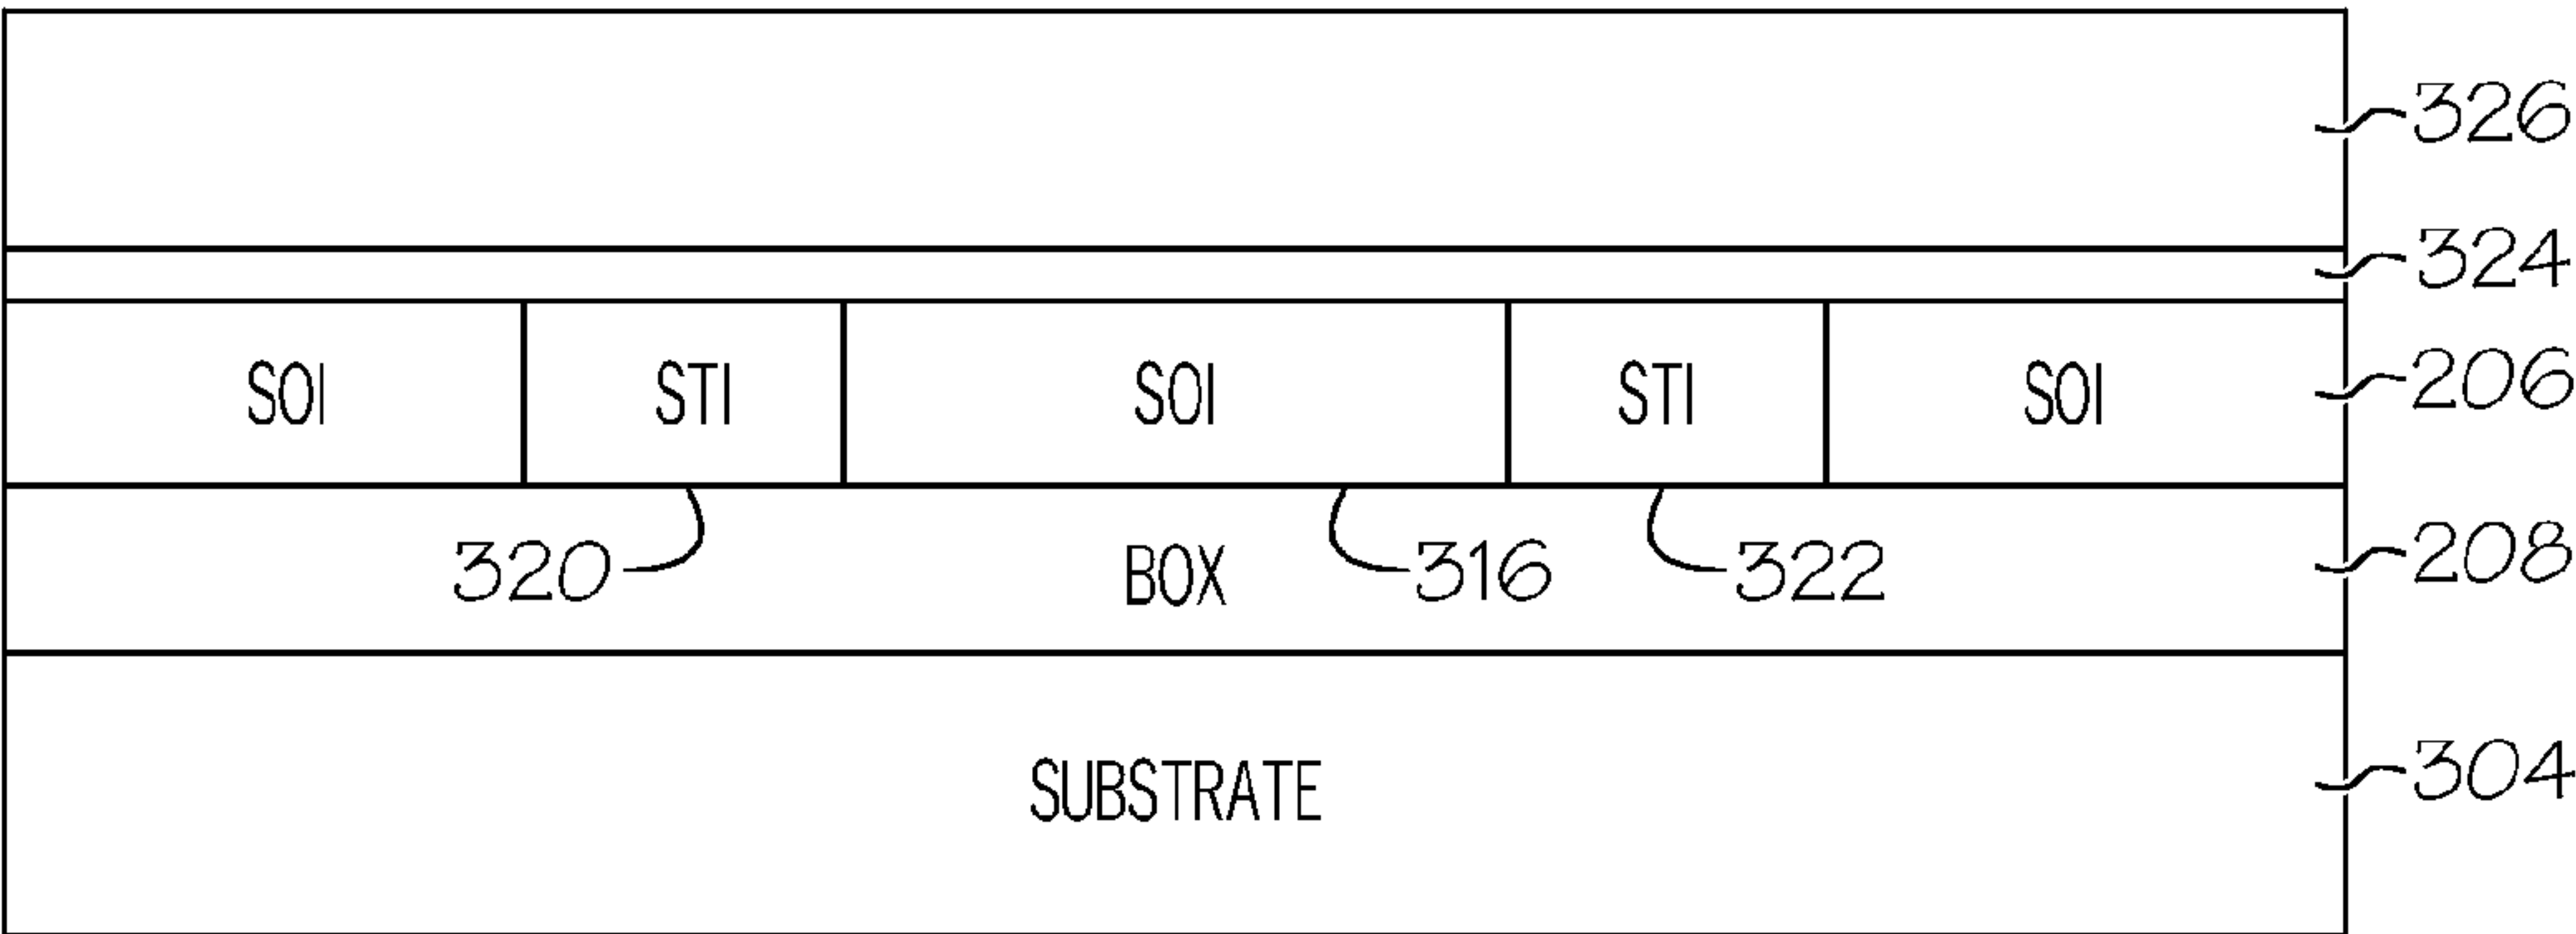 326
324
SOI STI SOI STI SOI 206
320 BOX 316 322 208
SUBSTRATE 304